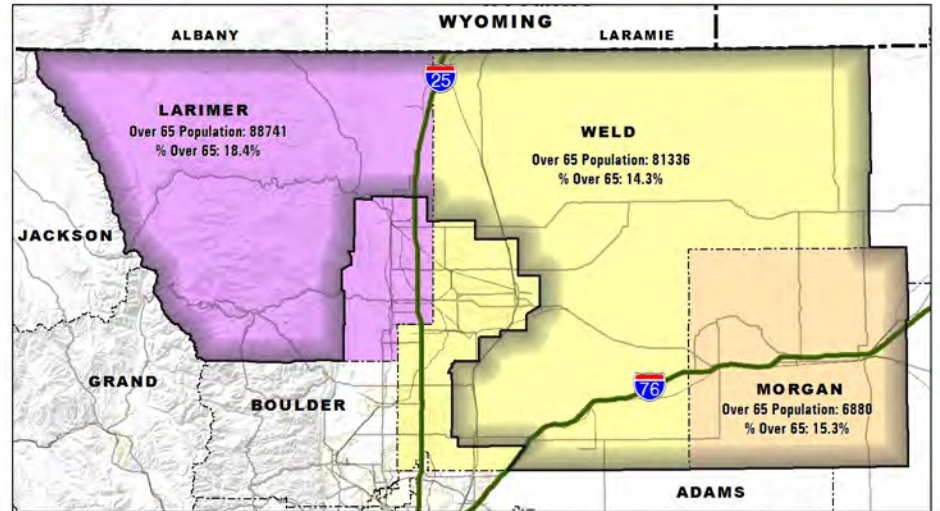 WYOMING
ALBANY
LARAMIE
25
LARIMER
Over 65 Population: 88741
% Over 65: 18.4%
WELD
Over 65 Population: 81336
% Over 65: 14.3%
JACKSON
GRAND
BOULDER
76
MORGAN
Over 65 Population: 6880
% Over 65: 15.3%
ADAMS